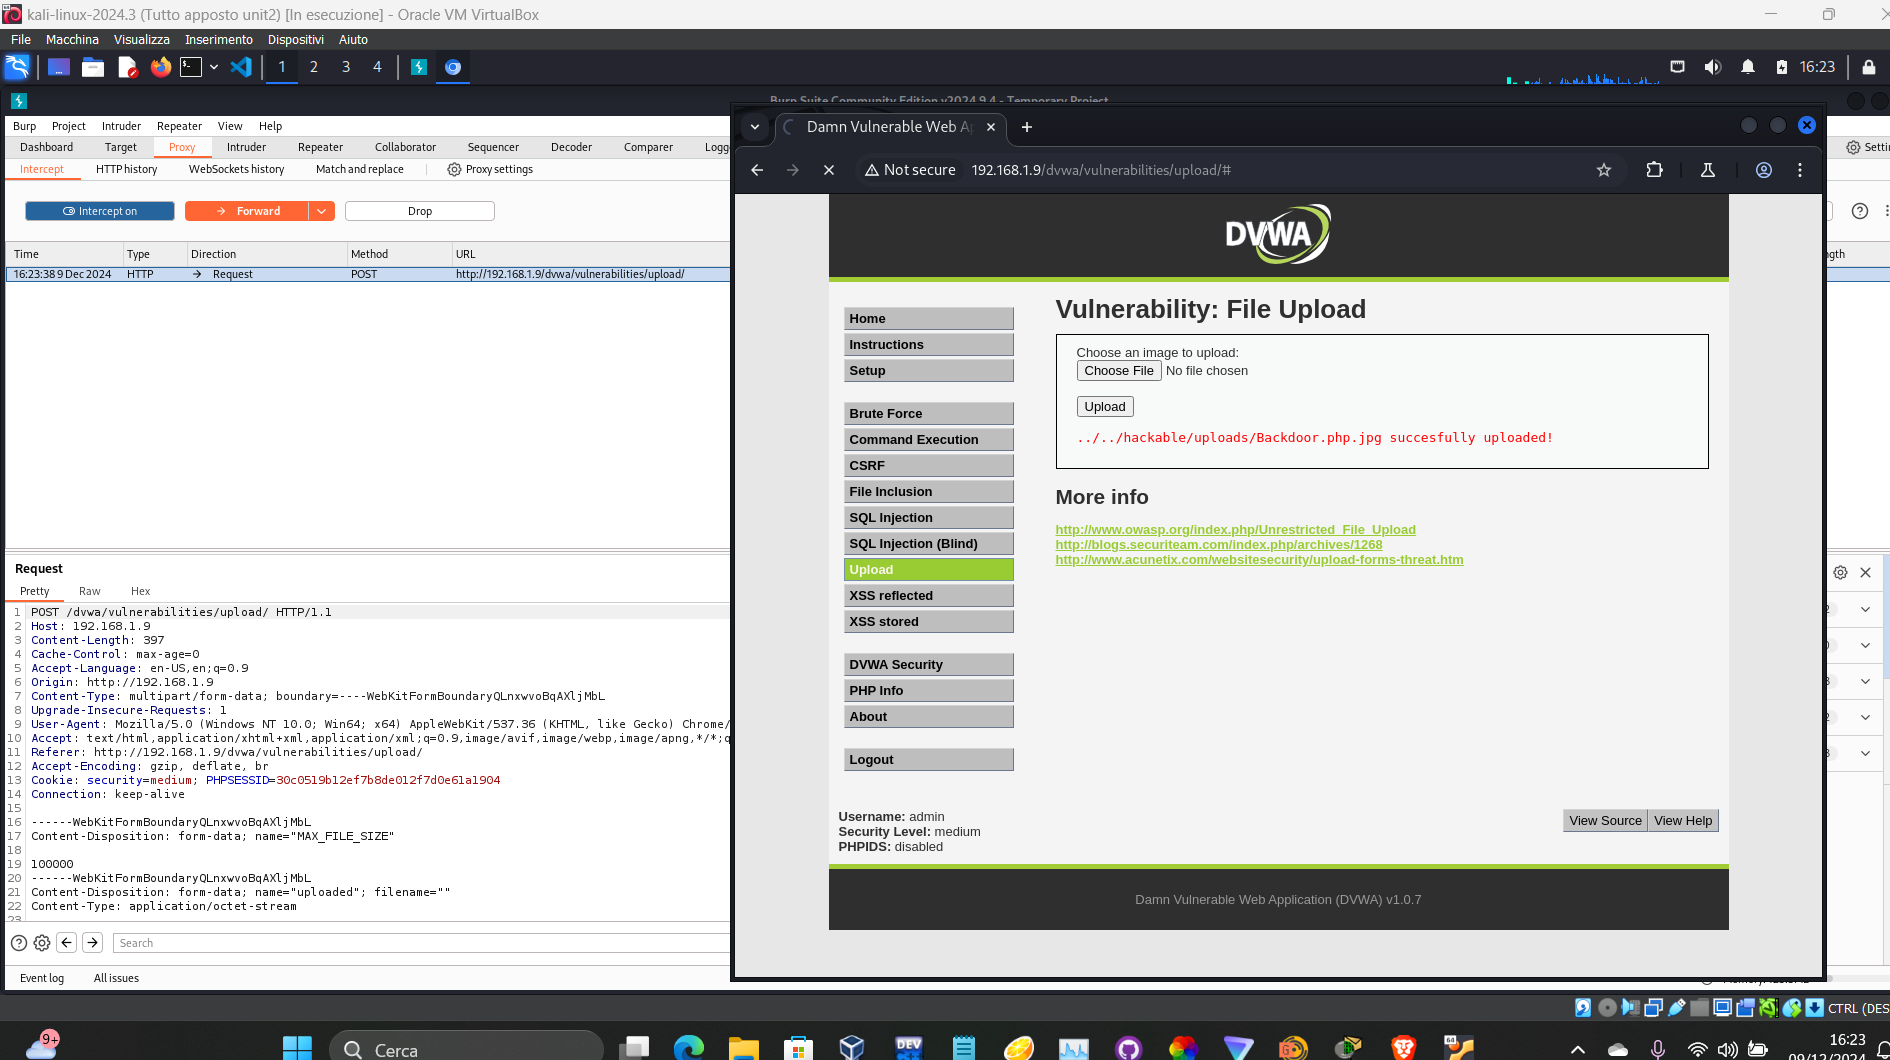 kali-linux-2024.3 (Tutto apposto unit2) [In esecuzione] - Oracle VM VirtualBox
File Macchina Visualizza Inserimento Dispositivi Aiuto
1 2 3 4 16:23
Burp Suite Community Edition v2024.9.4 - Temporary Project
Burp Project Intruder Repeater View Help
Dashboard Target Proxy Intruder Repeater Collaborator Sequencer Decoder Comparer
Intercept HTTP history WebSockets history Match and replace Proxy settings
Intercept on Forward Drop
Time Type Direction Method URL
16:23:38 9 Dec 2024 HTTP → Request POST http://192.168.1.9/dvwa/vulnerabilities/upload/
Request
Pretty Raw Hex
1 POST /dvwa/vulnerabilities/upload/ HTTP/1.1
2 Host: 192.168.1.9
3 Content-Length: 397
4 Cache-Control: max-age=0
5 Accept-Language: en-US,en;q=0.9
6 Origin: http://192.168.1.9
7 Content-Type: multipart/form-data; boundary=----WebKitFormBoundaryQLnxwvoBqAXljMbL
8 Upgrade-Insecure-Requests: 1
9 User-Agent: Mozilla/5.0 (Windows NT 10.0; Win64; x64) AppleWebKit/537.36 (KHTML, like Gecko) Chrome/
10 Accept: text/html,application/xhtml+xml,application/xml;q=0.9,image/avif,image/webp,image/apng,*/*;q
11 Referer: http://192.168.1.9/dvwa/vulnerabilities/upload/
12 Accept-Encoding: gzip, deflate, br
13 Cookie: security=medium; PHPSESSID=30c0519b12ef7b8de012f7d0e61a1904
14 Connection: keep-alive
15
16 ------WebKitFormBoundaryQLnxwvoBqAXljMbL
17 Content-Disposition: form-data; name="MAX_FILE_SIZE"
18
19 100000
20 ------WebKitFormBoundaryQLnxwvoBqAXljMbL
21 Content-Disposition: form-data; name="uploaded"; filename=""
22 Content-Type: application/octet-stream
23
Search
Event log All issues
Damn Vulnerable Web Ap
Not secure 192.168.1.9/dvwa/vulnerabilities/upload/#
DVWA
Home
Instructions
Setup
Brute Force
Command Execution
CSRF
File Inclusion
SQL Injection
SQL Injection (Blind)
Upload
XSS reflected
XSS stored
DVWA Security
PHP Info
About
Logout
Vulnerability: File Upload
Choose an image to upload:
Choose File No file chosen
Upload
../../hackable/uploads/Backdoor.php.jpg succesfully uploaded!
More info
http://www.owasp.org/index.php/Unrestricted_File_Upload
http://blogs.securiteam.com/index.php/archives/1268
http://www.acunetix.com/websitesecurity/upload-forms-threat.htm
Username: admin
Security Level: medium
PHPIDS: disabled
View Source View Help
Damn Vulnerable Web Application (DVWA) v1.0.7
CTRL (DES
9+ Cerca DEV 64 16:23
09/12/2024